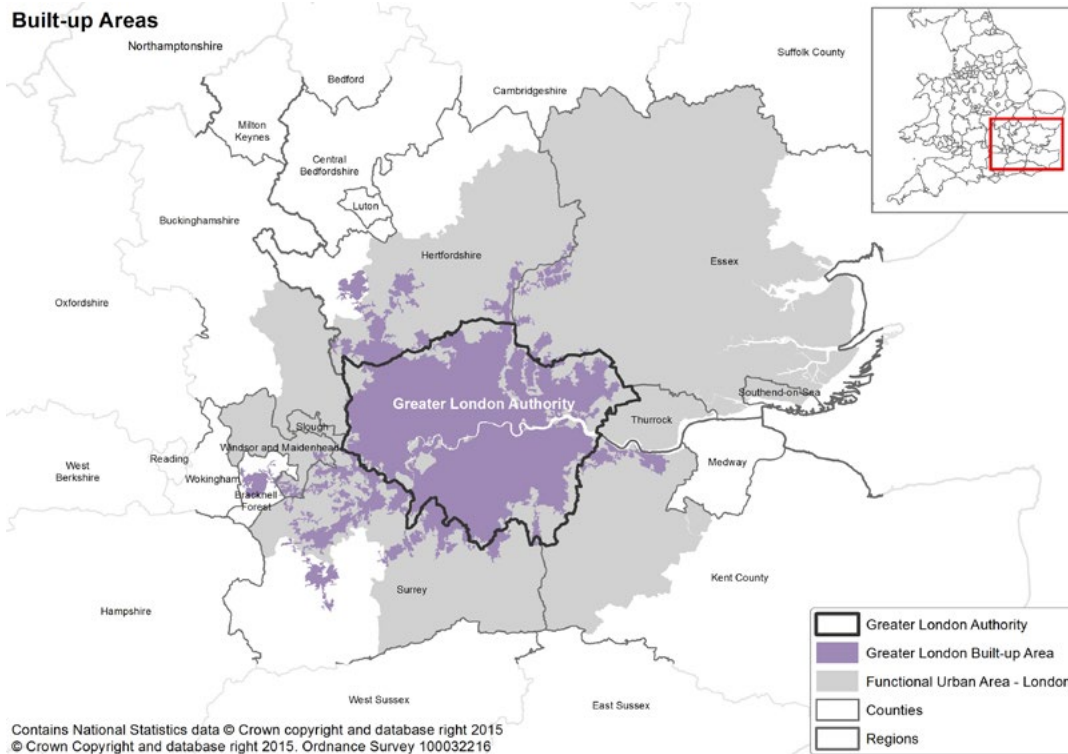 Built-up Areas
Northamptonshire
Suffolk County
Bedford
Cambridgeshire
Milton
Keynes
Central
Bedfordshire
Luton
Buckinghamshire
Hertfordshire
Essex
Oxfordshire
Greater London Authority
Southend-on-Sea
Thurrock
Slough
Windsor and Maidenhead
Reading
West
Berkshire
Wokingham
Bracknell
Forest
Medway
Kent County
Hampshire
Surrey
West Sussex
East Sussex
Greater London Authority
Greater London Built-up Area
Functional Urban Area - London
Counties
Regions
Contains National Statistics data © Crown copyright and database right 2015
© Crown Copyright and database right 2015. Ordnance Survey 100032216